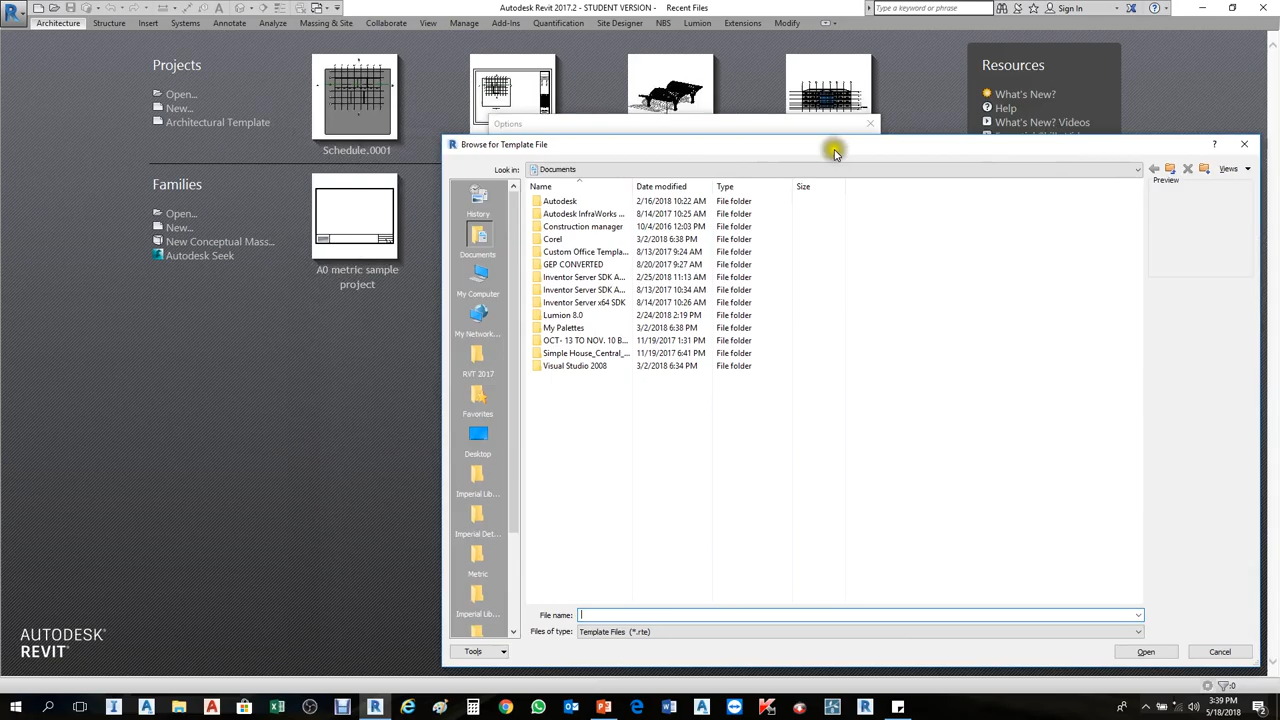 Autodesk Revit 2017.2 - STUDENT VERSION - Recent Files
Type a keyword or phrase
Sign In
Architecture Structure Insert Systems Annotate Analyze Massing & Site Collaborate View Manage Add-Ins Quantification Site Designer NBS Lumion Extensions Modify
Projects
Open...
New...
Architectural Template
Schedule.0001
Families
Open...
New...
New Conceptual Mass...
Autodesk Seek
A0 metric sample
project
Resources
What's New?
Help
What's New? Videos
Options
Browse for Template File
Look in: Documents
Views
Preview
History
Documents
My Computer
My Network...
RVT 2017
Favorites
Desktop
Imperial Lib...
Imperial Det...
Metric
Imperial Lib...
Name Date modified Type Size
Autodesk 2/16/2018 10:22 AM File folder
Autodesk InfraWorks ... 8/14/2017 10:25 AM File folder
Construction manager 10/4/2016 12:03 PM File folder
Corel 3/2/2018 6:38 PM File folder
Custom Office Templa... 8/13/2017 9:24 AM File folder
GEP CONVERTED 8/20/2017 9:27 AM File folder
Inventor Server SDK A... 2/25/2018 11:13 AM File folder
Inventor Server SDK A... 8/13/2017 10:34 AM File folder
Inventor Server x64 SDK 8/14/2017 10:26 AM File folder
Lumion 8.0 2/24/2018 2:19 PM File folder
My Palettes 3/2/2018 6:38 PM File folder
OCT- 13 TO NOV. 10 B... 11/19/2017 1:31 PM File folder
Simple House_Central_... 11/19/2017 6:41 PM File folder
Visual Studio 2008 3/2/2018 6:34 PM File folder
File name:
Files of type: Template Files (*.rte)
Tools
Open
Cancel
AUTODESK®
REVIT®
:0
3:39 PM
5/18/2018